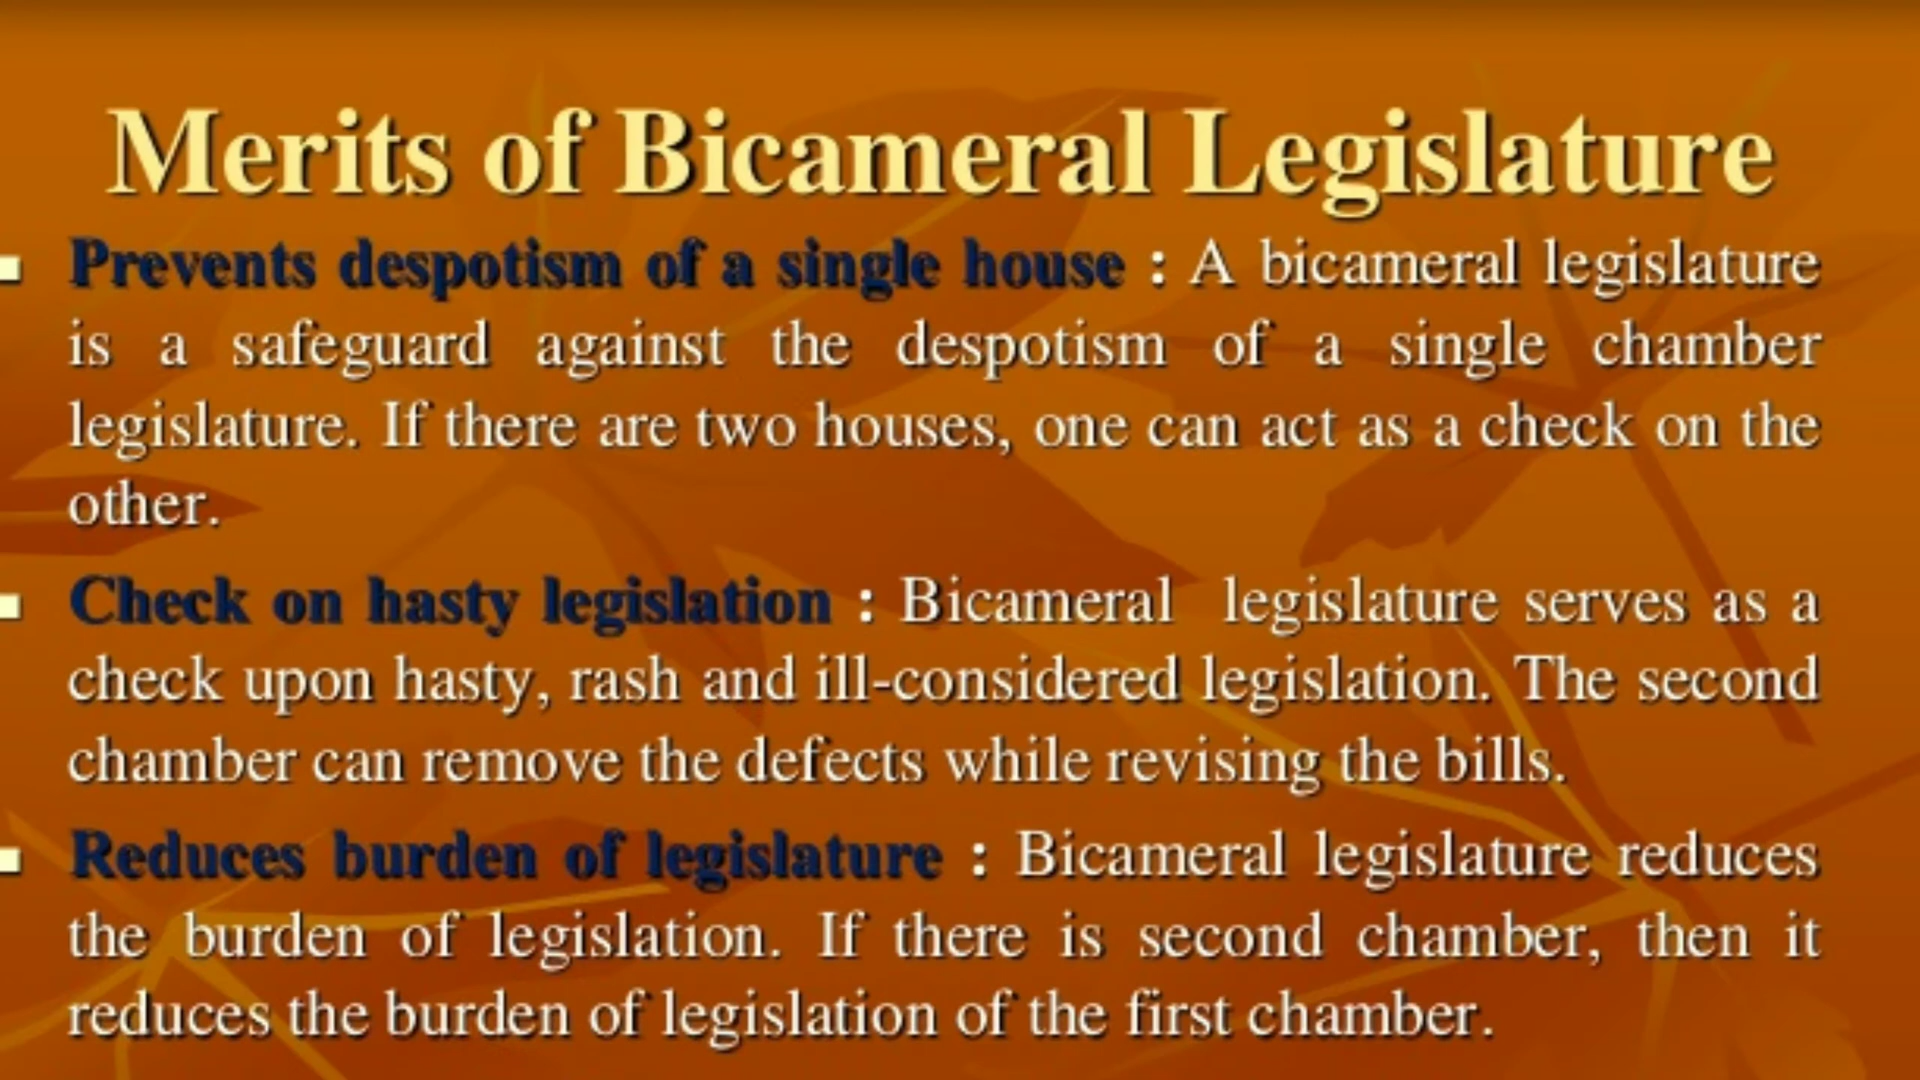 Merits of Bicameral Legislature
Prevents despotism of a single house : A bicameral legislature
is a safeguard against the despotism of a single chamber
legislature. If there are two houses, one can act as a check on the
other.
Check on hasty legislation : Bicameral legislature serves as a
check upon hasty, rash and ill-considered legislation. The second
chamber can remove the defects while revising the bills.
Reduces burden of legislature : Bicameral legislature reduces
the burden of legislation. If there is second chamber, then it
reduces the burden of legislation of the first chamber.